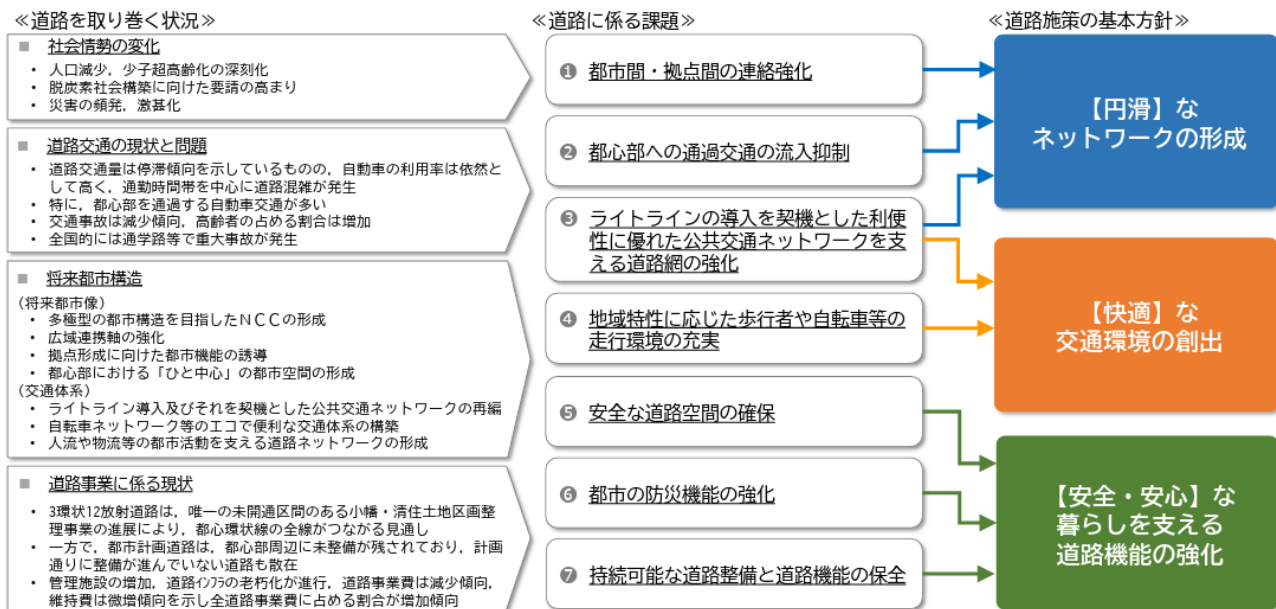 ≪道路を取り巻く状況≫
■ 社会情勢の変化
・ 人口減少，少子超高齢化の深刻化
・ 脱炭素社会構築に向けた要請の高まり
・ 災害の頻発，激甚化
■ 道路交通の現状と問題
・ 道路交通量は停滞傾向を示しているものの，自動車の利用率は依然
として高く，通勤時間帯を中心に道路混雑が発生
・ 特に，都心部を通過する自動車交通が多い
・ 交通事故は減少傾向，高齢者の占める割合は増加
・ 全国的には通学路等で重大事故が発生
■ 将来都市構造
(将来都市像)
・ 多極型の都市構造を目指したＮＣＣの形成
・ 広域連携軸の強化
・ 拠点形成に向けた都市機能の誘導
・ 都心部における「ひと中心」の都市空間の形成
(交通体系)
・ ライトライン導入及びそれを契機とした公共交通ネットワークの再編
・ 自転車ネットワーク等のエコで便利な交通体系の構築
・ 人流や物流等の都市活動を支える道路ネットワークの形成
■ 道路事業に係る現状
・ 3環状12放射道路は，唯一の未開通区間のある小幡・清住土地区画整
理事業の進展により，都心環状線の全線がつながる見通し
・ 一方で，都市計画道路は，都心部周辺に未整備が残されており，計画
通りに整備が進んでいない道路も散在
・ 管理施設の増加，道路ｲﾝﾌﾗの老朽化が進行，道路事業費は減少傾向，
維持費は微増傾向を示し全道路事業費に占める割合が増加傾向
≪道路に係る課題≫
❶ 都市間・拠点間の連絡強化
❷ 都心部への通過交通の流入抑制
❸ ライトラインの導入を契機とした利便
性に優れた公共交通ネットワークを支
える道路網の強化
❹ 地域特性に応じた歩行者や自転車等の
走行環境の充実
❺ 安全な道路空間の確保
❻ 都市の防災機能の強化
❼ 持続可能な道路整備と道路機能の保全
≪道路施策の基本方針≫
【円滑】な
ネットワークの形成
【快適】な
交通環境の創出
【安全・安心】な
暮らしを支える
道路機能の強化